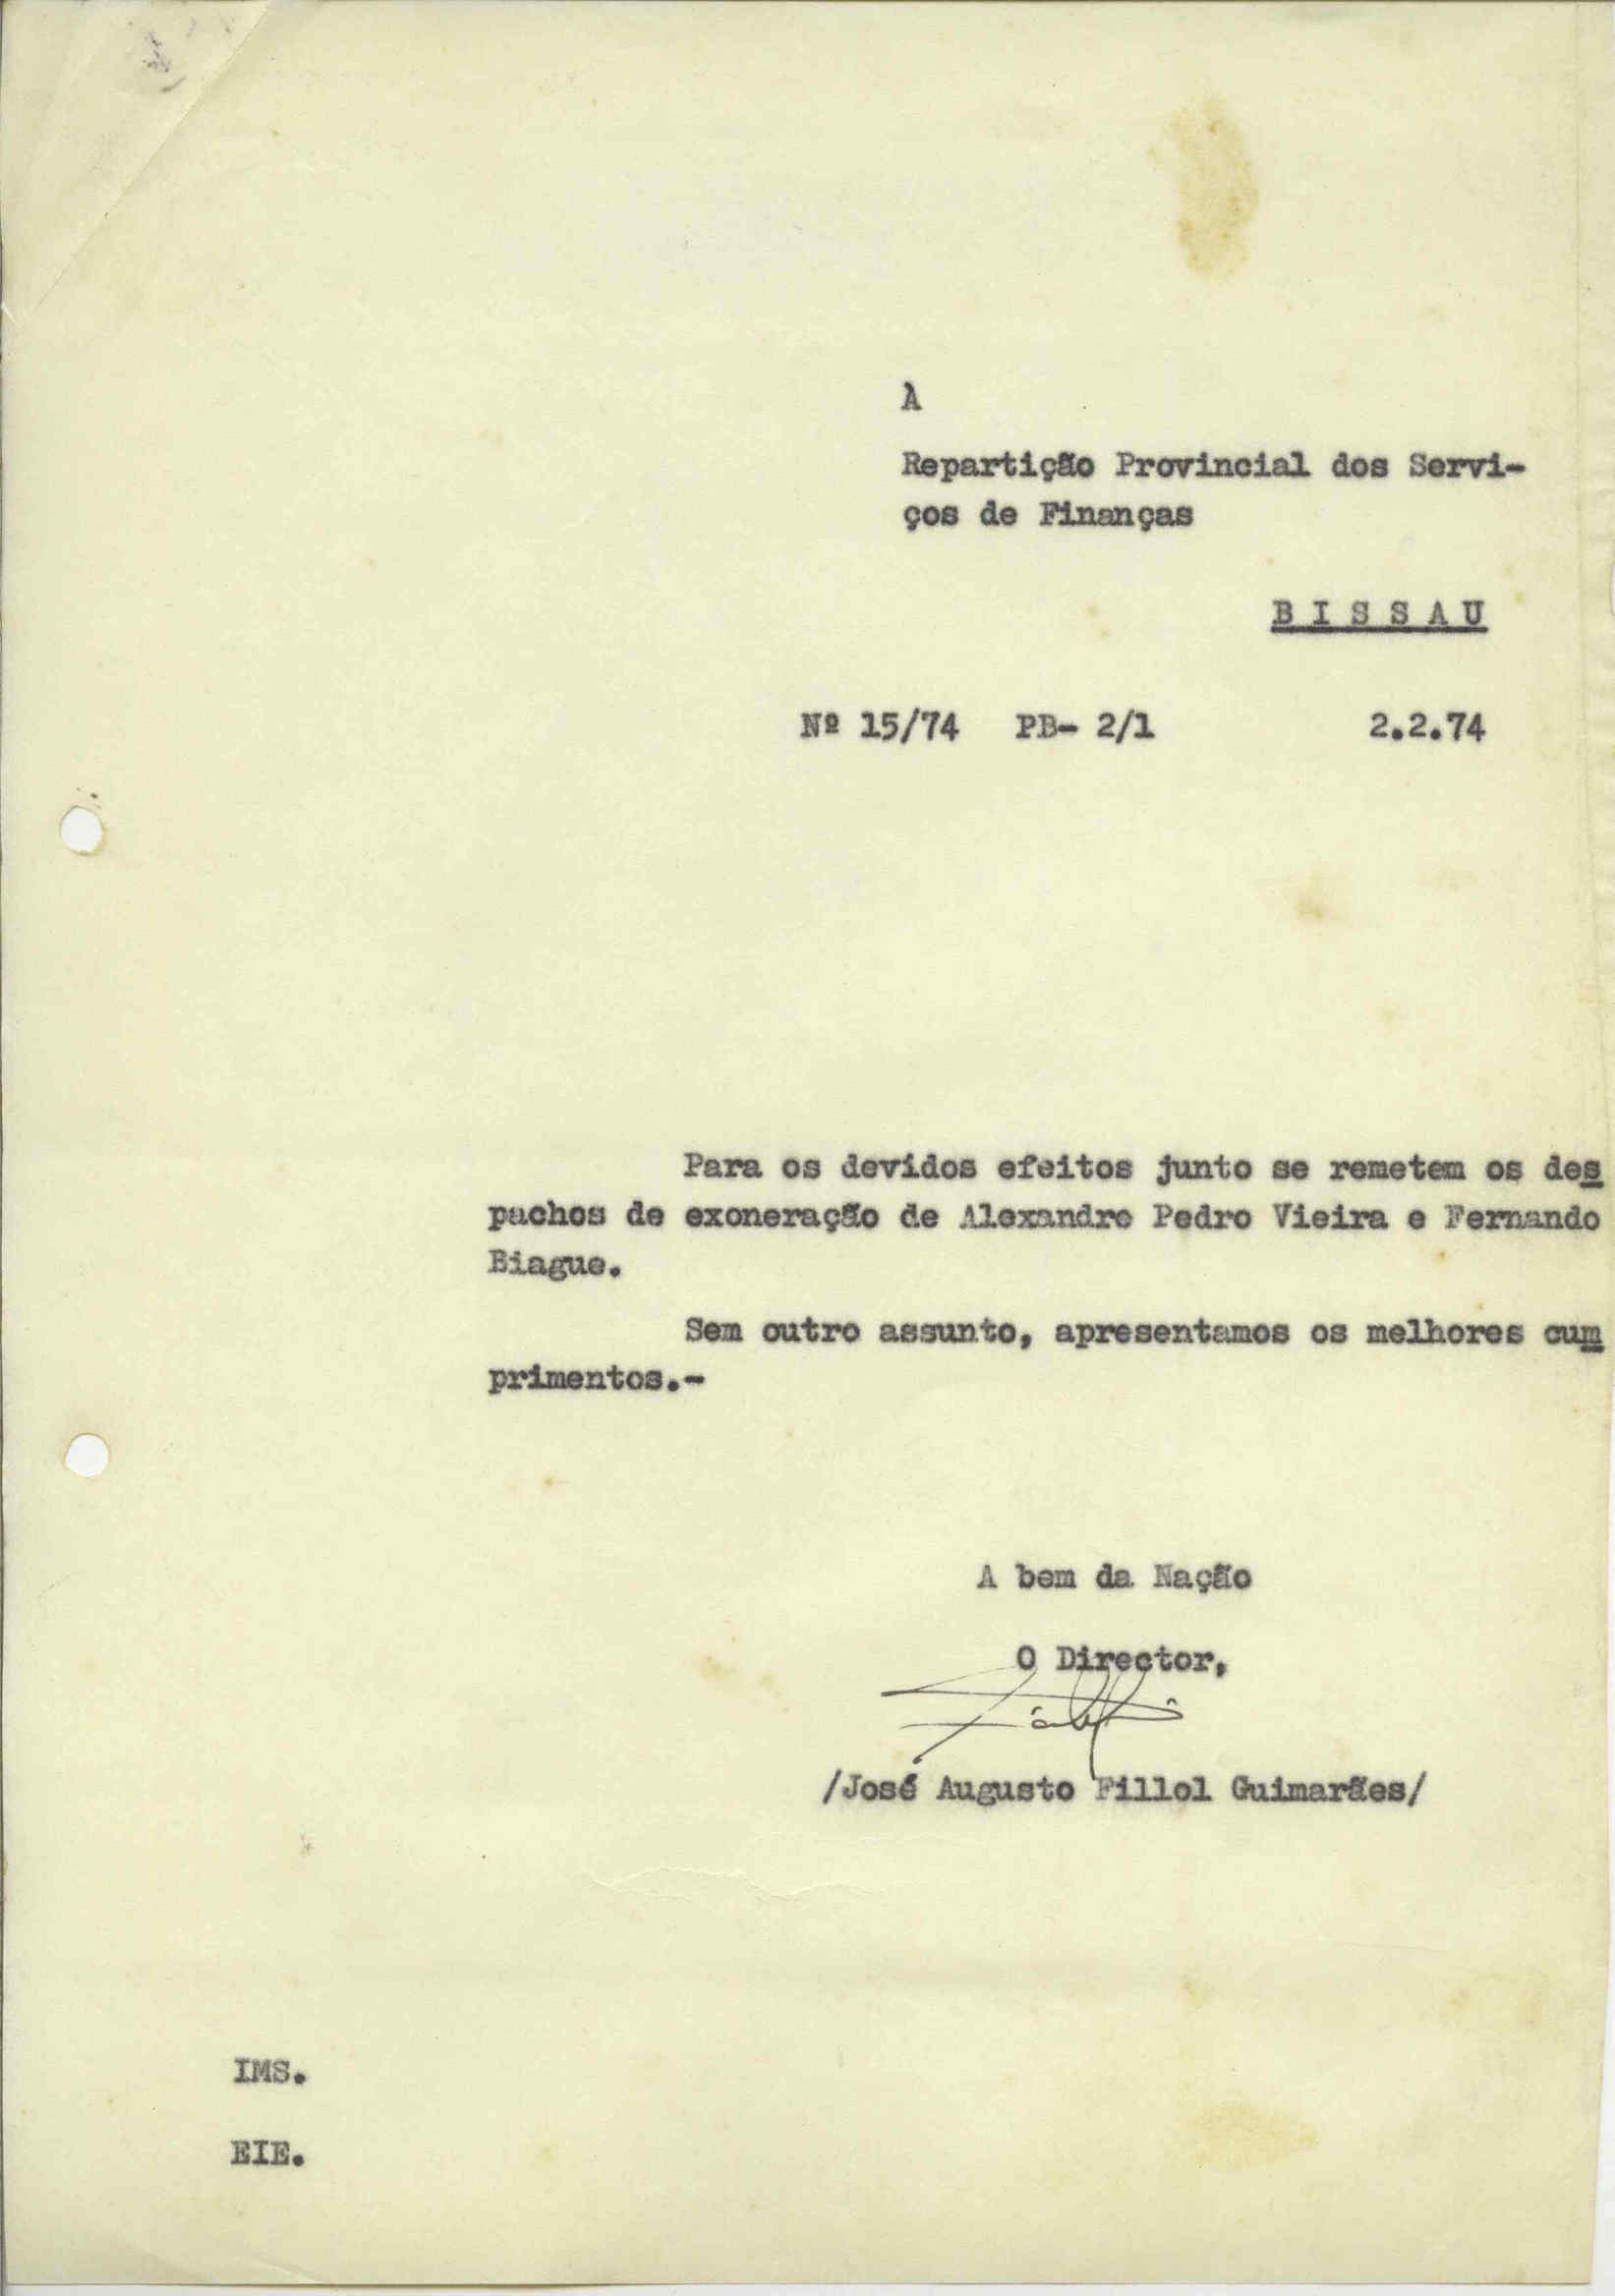 À
Repartição Provincial dos Servi-
ços de Finanças
B I S S A U
Nº 15/74 PB- 2/1 2.2.74
Para os devidos efeitos junto se remetem os des
pachos de exoneração de Alexandre Pedro Vieira e Fernando
Biague.
Sem outro assunto, apresentamos os melhores cum
primentos.-
A bem da Nação
O Director,
/José Augusto Fillol Guimarães/
IMS.
EIE.